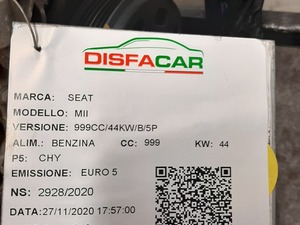 DISFACAR
MARCA: SEAT
MODELLO: MII
VERSIONE: 999CC/44KW/B/5P
ALIM.: BENZINA CC: 999 KW: 44
P5: CHY
EMISSIONE: EURO 5
NS: 2928/2020
DATA:27/11/2020 17:57:00